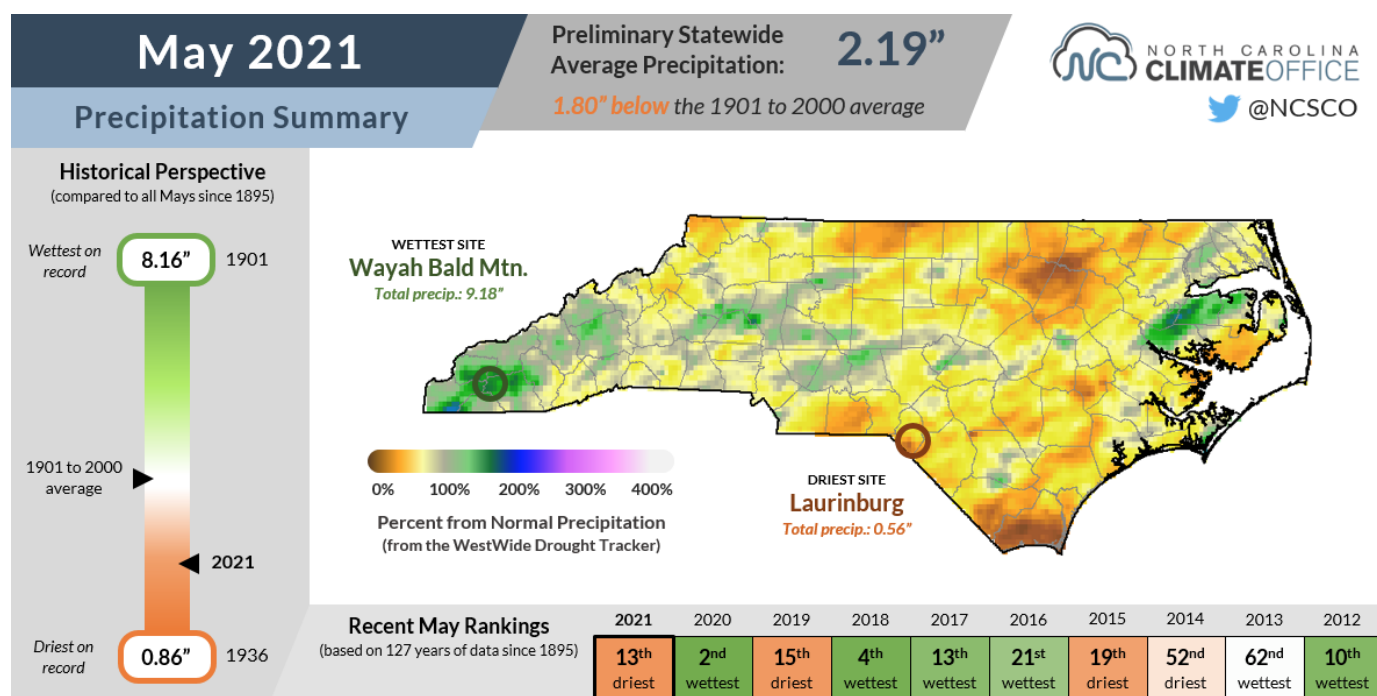 May 2021
Precipitation Summary
Preliminary Statewide
Average Precipitation:
2.19”
1.80” below the 1901 to 2000 average
NC
NORTH CAROLINA
CLIMATEOFFICE
@NCSCO
Historical Perspective
(compared to all Mays since 1895)
Wettest on
record
8.16”
1901
1901 to 2000
average
2021
Driest on
record
0.86”
1936
WETTEST SITE
Wayah Bald Mtn.
Total precip.: 9.18”
0% 100% 200% 300% 400%
Percent from Normal Precipitation
(from the WestWide Drought Tracker)
DRIEST SITE
Laurinburg
Total precip.: 0.56”
Recent May Rankings
(based on 127 years of data since 1895)
2021 2020 2019 2018 2017 2016 2015 2014 2013 2012
13th 2nd 15th 4th 13th 21st 19th 52nd 62nd 10th
driest wettest driest wettest wettest wettest driest driest wettest wettest